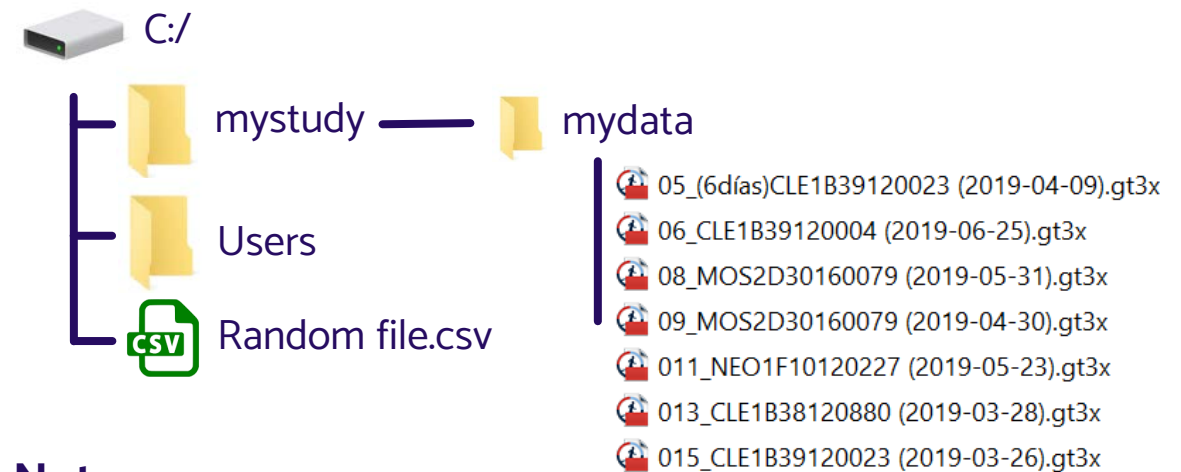 C:/
mystudy
mydata
05_(6días)CLE1B39120023 (2019-04-09).gt3x
06_CLE1B39120004 (2019-06-25).gt3x
08_MOS2D30160079 (2019-05-31).gt3x
09_MOS2D30160079 (2019-04-30).gt3x
011_NEO1F10120227 (2019-05-23).gt3x
013_CLE1B38120880 (2019-03-28).gt3x
015_CLE1B39120023 (2019-03-26).gt3x
Users
CSV
Random file.csv